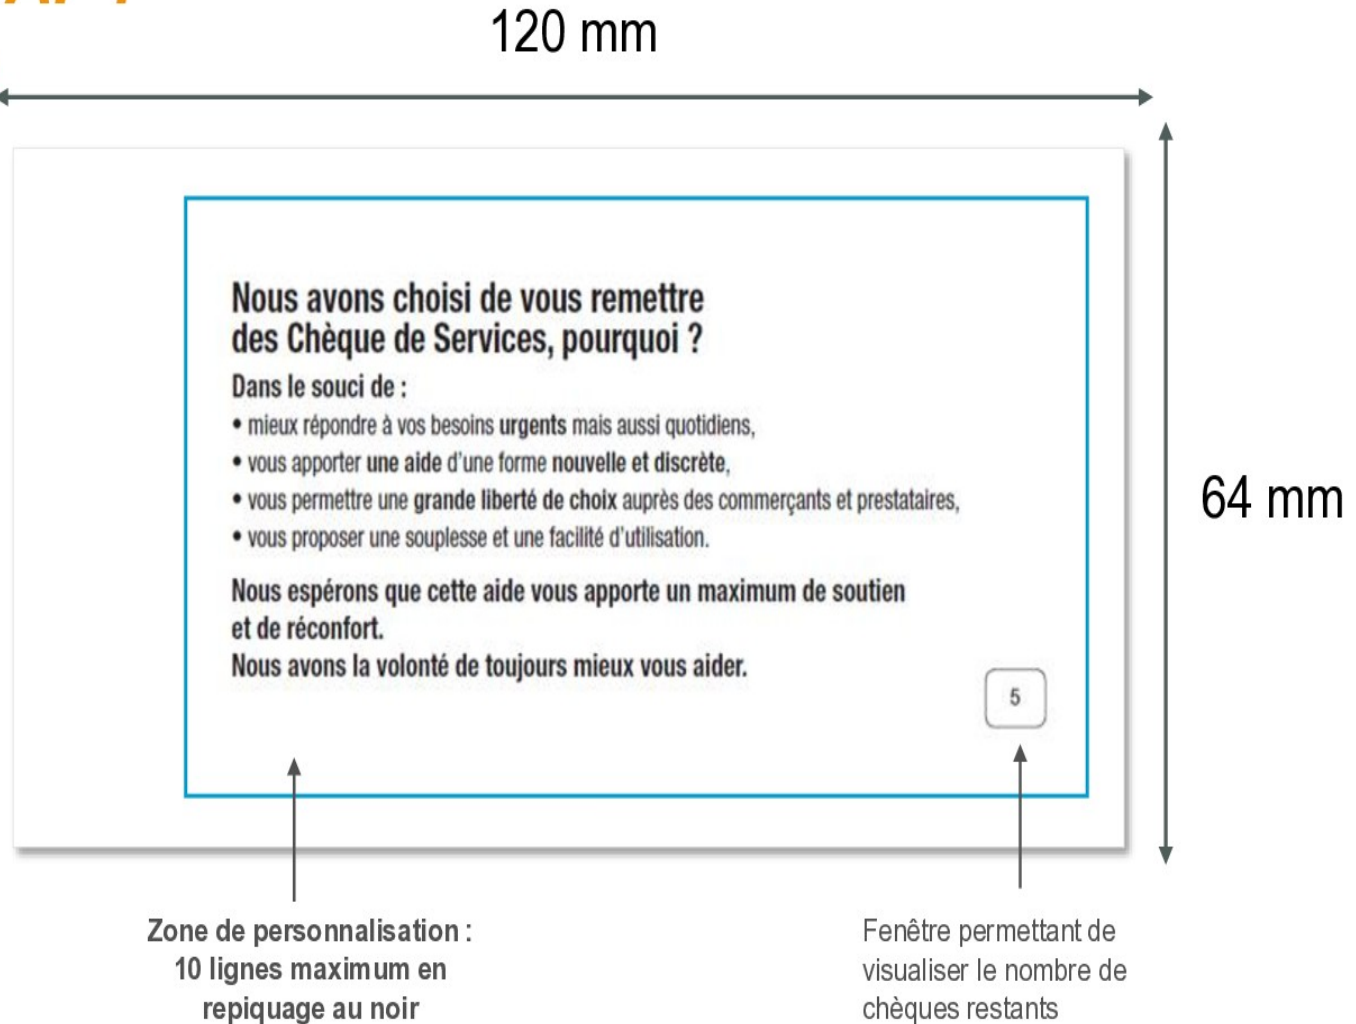 120 mm
Nous avons choisi de vous remettre
des Chèque de Services, pourquoi ?
Dans le souci de :
• mieux répondre à vos besoins urgents mais aussi quotidiens,
• vous apporter une aide d'une forme nouvelle et discrète,
• vous permettre une grande liberté de choix auprès des commerçants et prestataires,
• vous proposer une souplesse et une facilité d'utilisation.
Nous espérons que cette aide vous apporte un maximum de soutien
et de réconfort.
Nous avons la volonté de toujours mieux vous aider.
5
64 mm
Zone de personnalisation :
10 lignes maximum en
repiquage au noir
Fenêtre permettant de
visualiser le nombre de
chèques restants